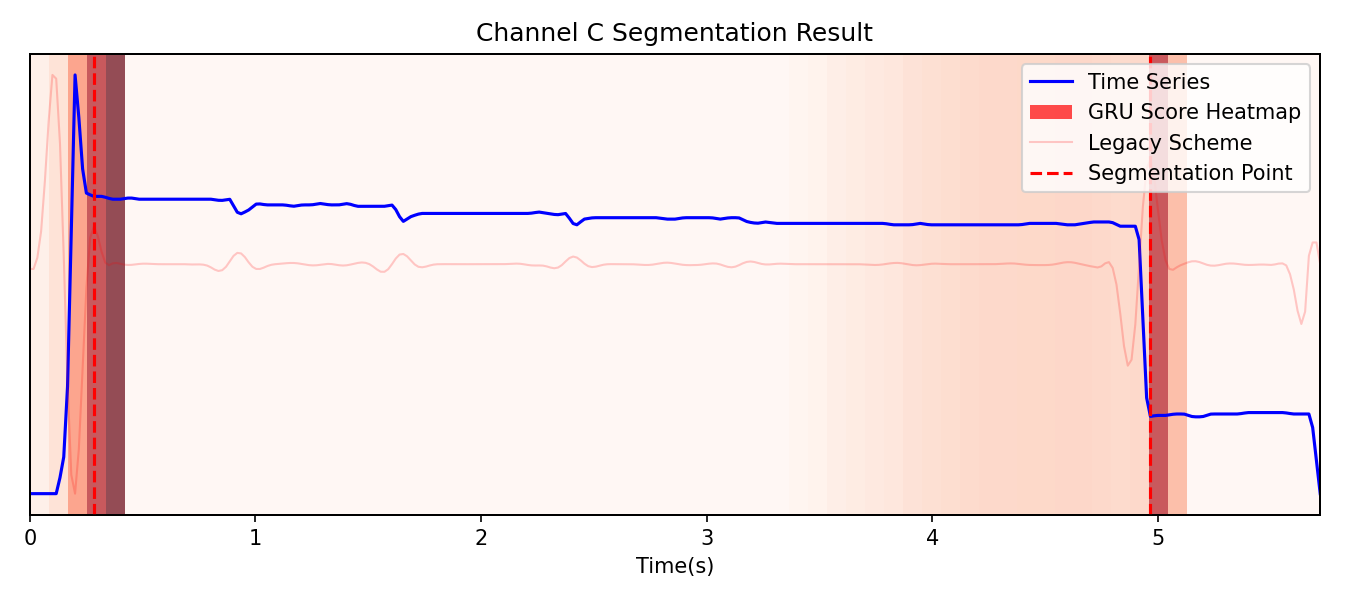 Channel C Segmentation Result
Time Series
GRU Score Heatmap
Legacy Scheme
Segmentation Point
0 1 2 3 4 5
Time(s)